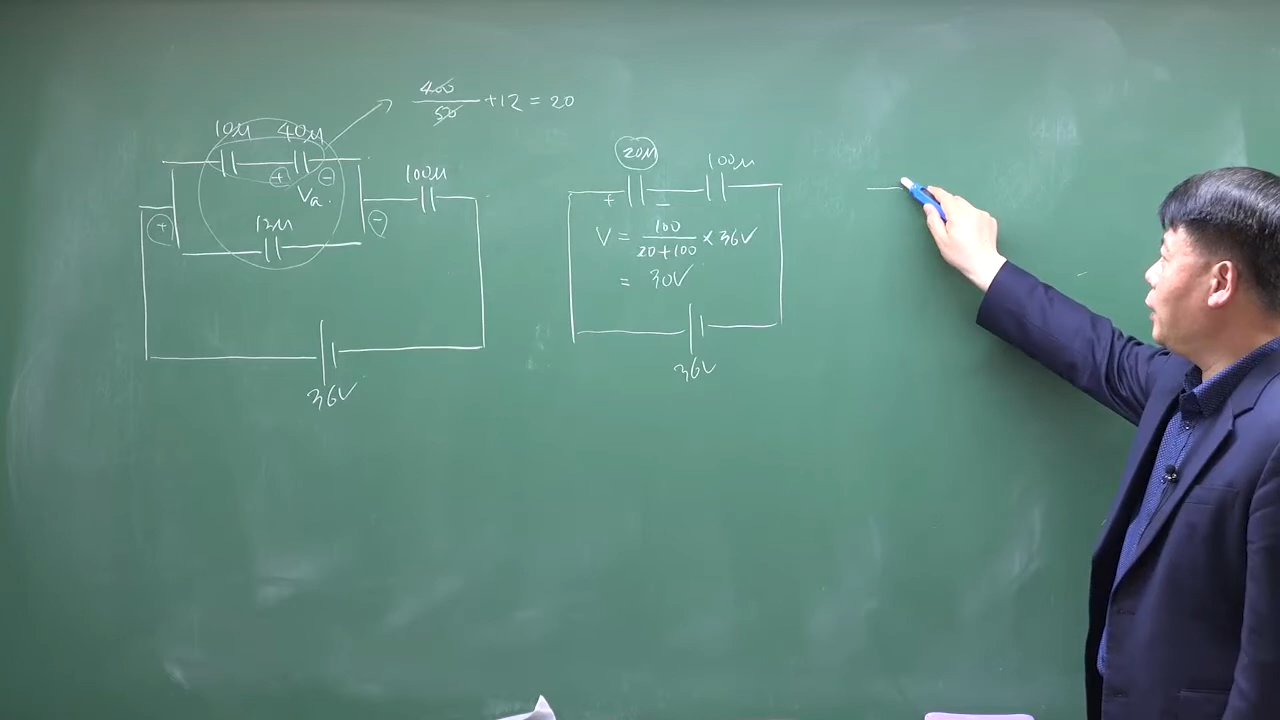 400/50 + 12 = 20
10μ 40μ
⊕ ⊖
Va.
100μ
⊕ ⊖
12μ
36V
20μ 100μ
+ −
V = 100/(20+100) × 36V
= 30V
36V